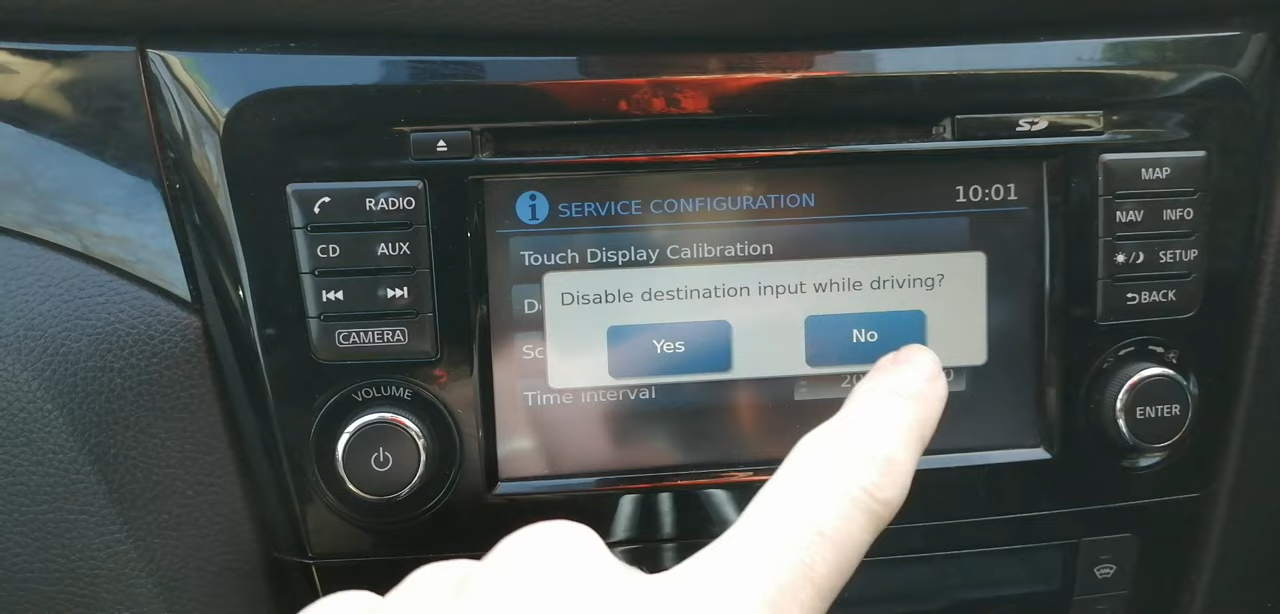 SD
RADIO
CD AUX
CAMERA
VOLUME
SERVICE CONFIGURATION
10:01
Touch Display Calibration
Disable destination input while driving?
Yes
No
Time Interval
MAP
NAV INFO
SETUP
BACK
ENTER